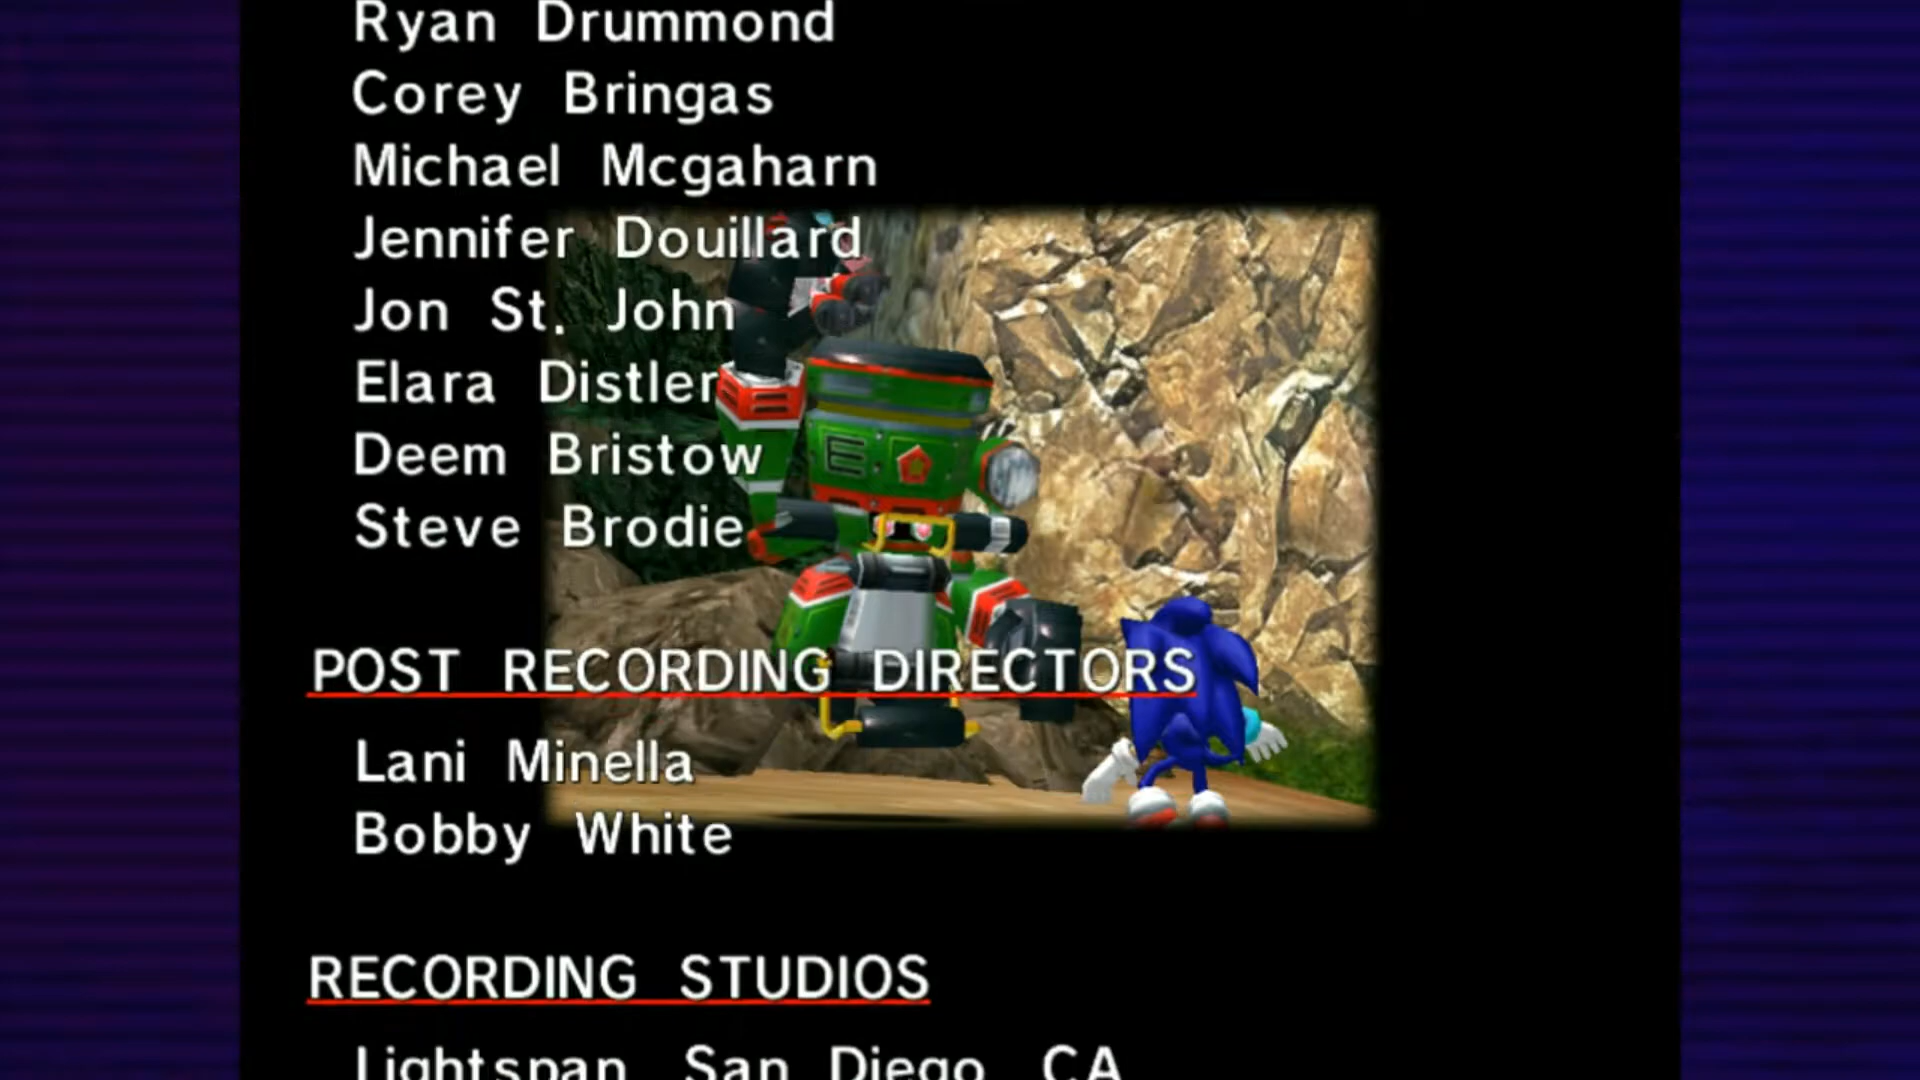 Ryan Drummond
Corey Bringas
Michael Mcgaharn
Jennifer Douillard
Jon St. John
Elara Distler
Deem Bristow
Steve Brodie
E
POST RECORDING DIRECTORS
Lani Minella
Bobby White
RECORDING STUDIOS
Lightspan San Diego CA